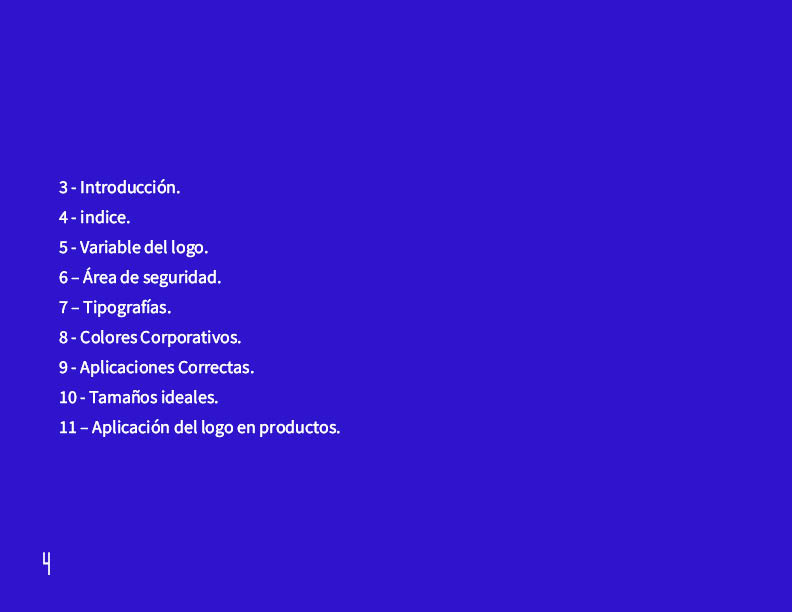 3 - Introducción.
4 - indice.
5 - Variable del logo.
6 – Área de seguridad.
7 – Tipografías.
8 - Colores Corporativos.
9 - Aplicaciones Correctas.
10 - Tamaños ideales.
11 – Aplicación del logo en productos.
4